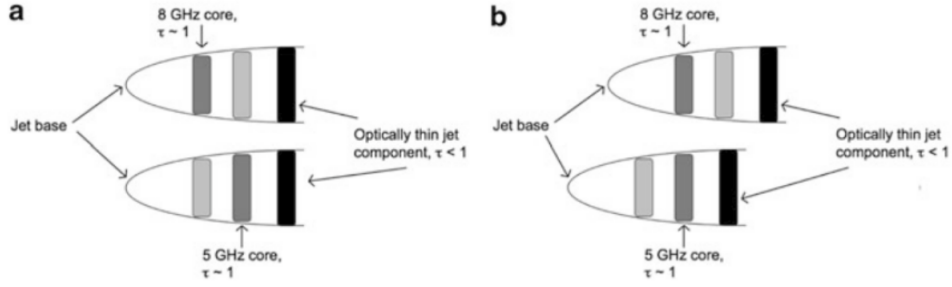 a
8 GHz core,
τ ~ 1
Jet base
Optically thin jet
component, τ < 1
5 GHz core,
τ ~ 1
b
8 GHz core,
τ ~ 1
Jet base
Optically thin jet
component, τ < 1
5 GHz core,
τ ~ 1